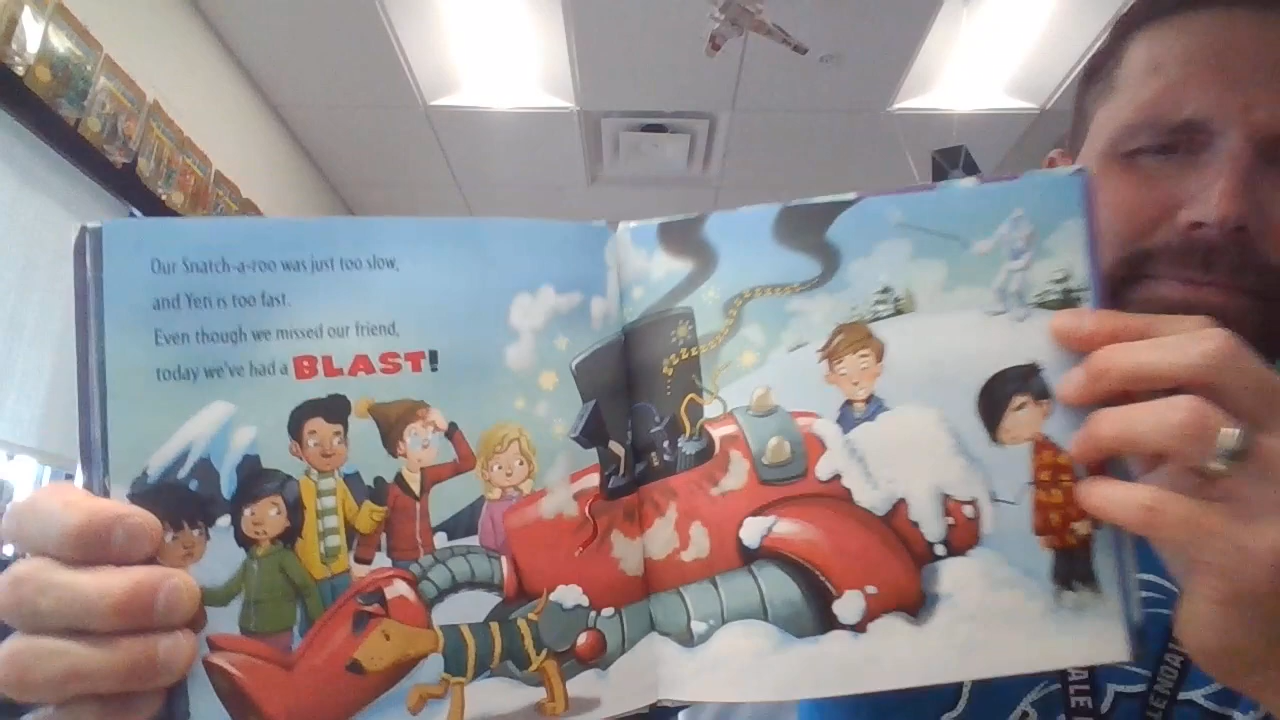 Our Snatch-a-roo was just too slow,
and Yeti is too fast.
Even though we missed our friend,
today we've had a BLAST!